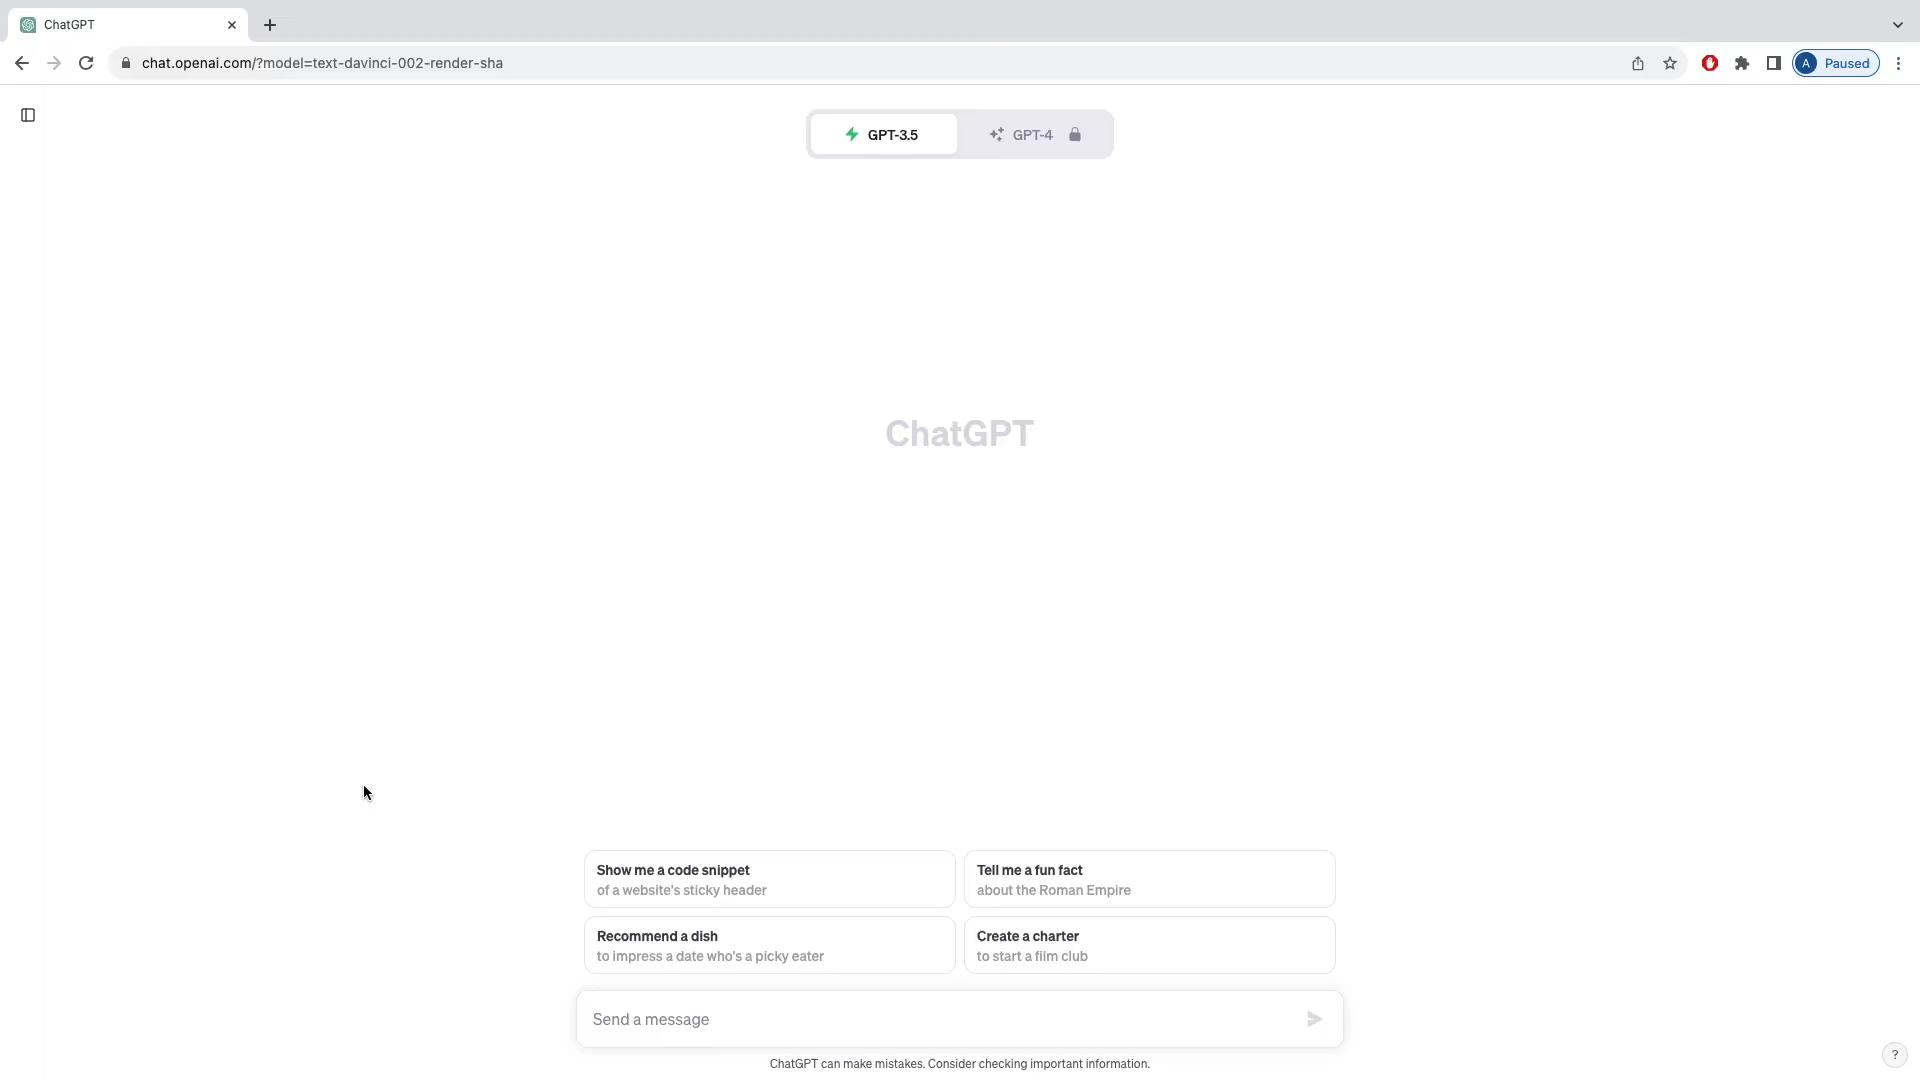 ChatGPT
chat.openai.com/?model=text-davinci-002-render-sha
A Paused
GPT-3.5
GPT-4
ChatGPT
Show me a code snippet
of a website's sticky header
Tell me a fun fact
about the Roman Empire
Recommend a dish
to impress a date who's a picky eater
Create a charter
to start a film club
Send a message
ChatGPT can make mistakes. Consider checking important information.
?